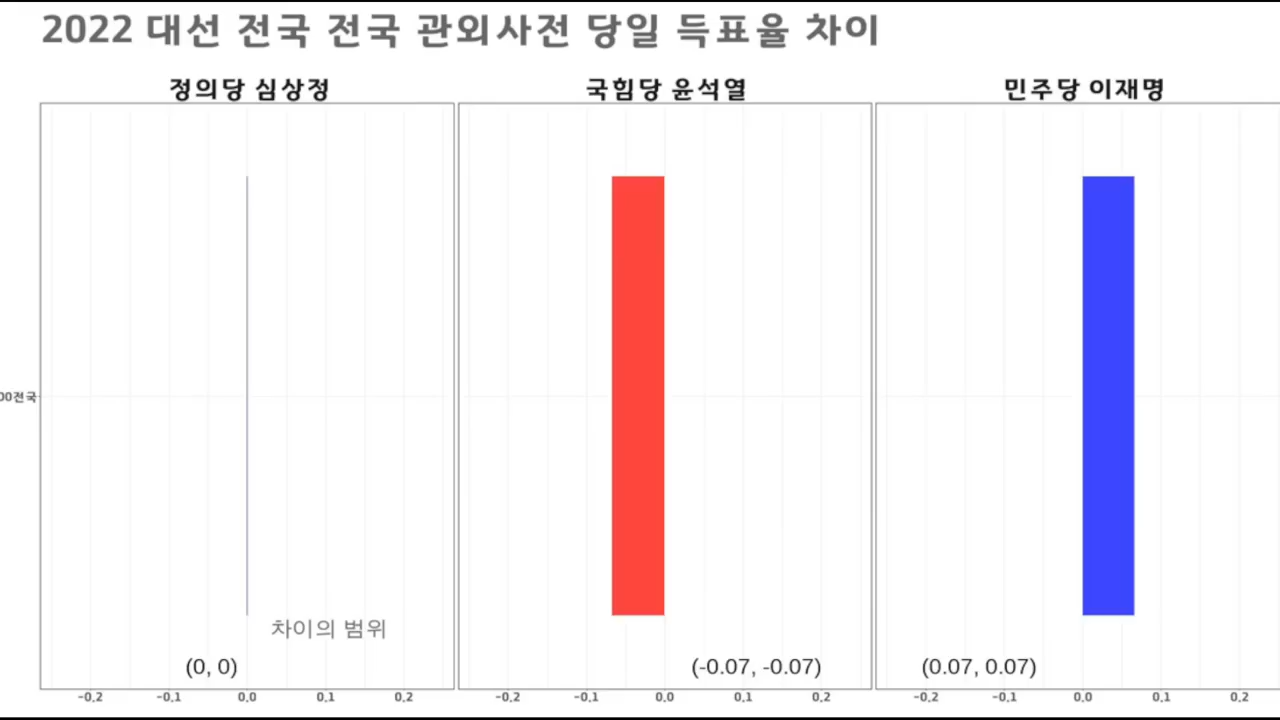 2022 대선 전국 전국 관외사전 당일 득표율 차이
정의당 심상정 국힘당 윤석열 민주당 이재명
00전국
차이의 범위
(0, 0) (-0.07, -0.07) (0.07, 0.07)
-0.2 -0.1 0.0 0.1 0.2 -0.2 -0.1 0.0 0.1 0.2 -0.2 -0.1 0.0 0.1 0.2